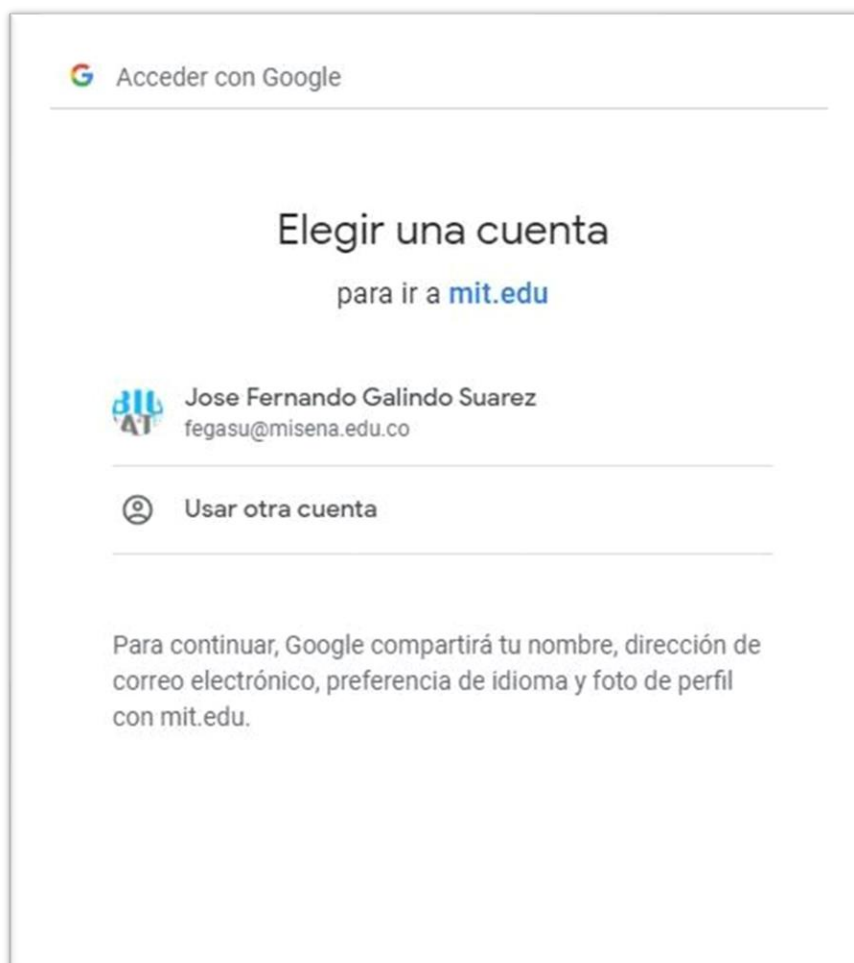 Acceder con Google
Elegir una cuenta
para ir a mit.edu
Jose Fernando Galindo Suarez
fegasu@misena.edu.co
Usar otra cuenta
Para continuar, Google compartirá tu nombre, dirección de
correo electrónico, preferencia de idioma y foto de perfil
con mit.edu.